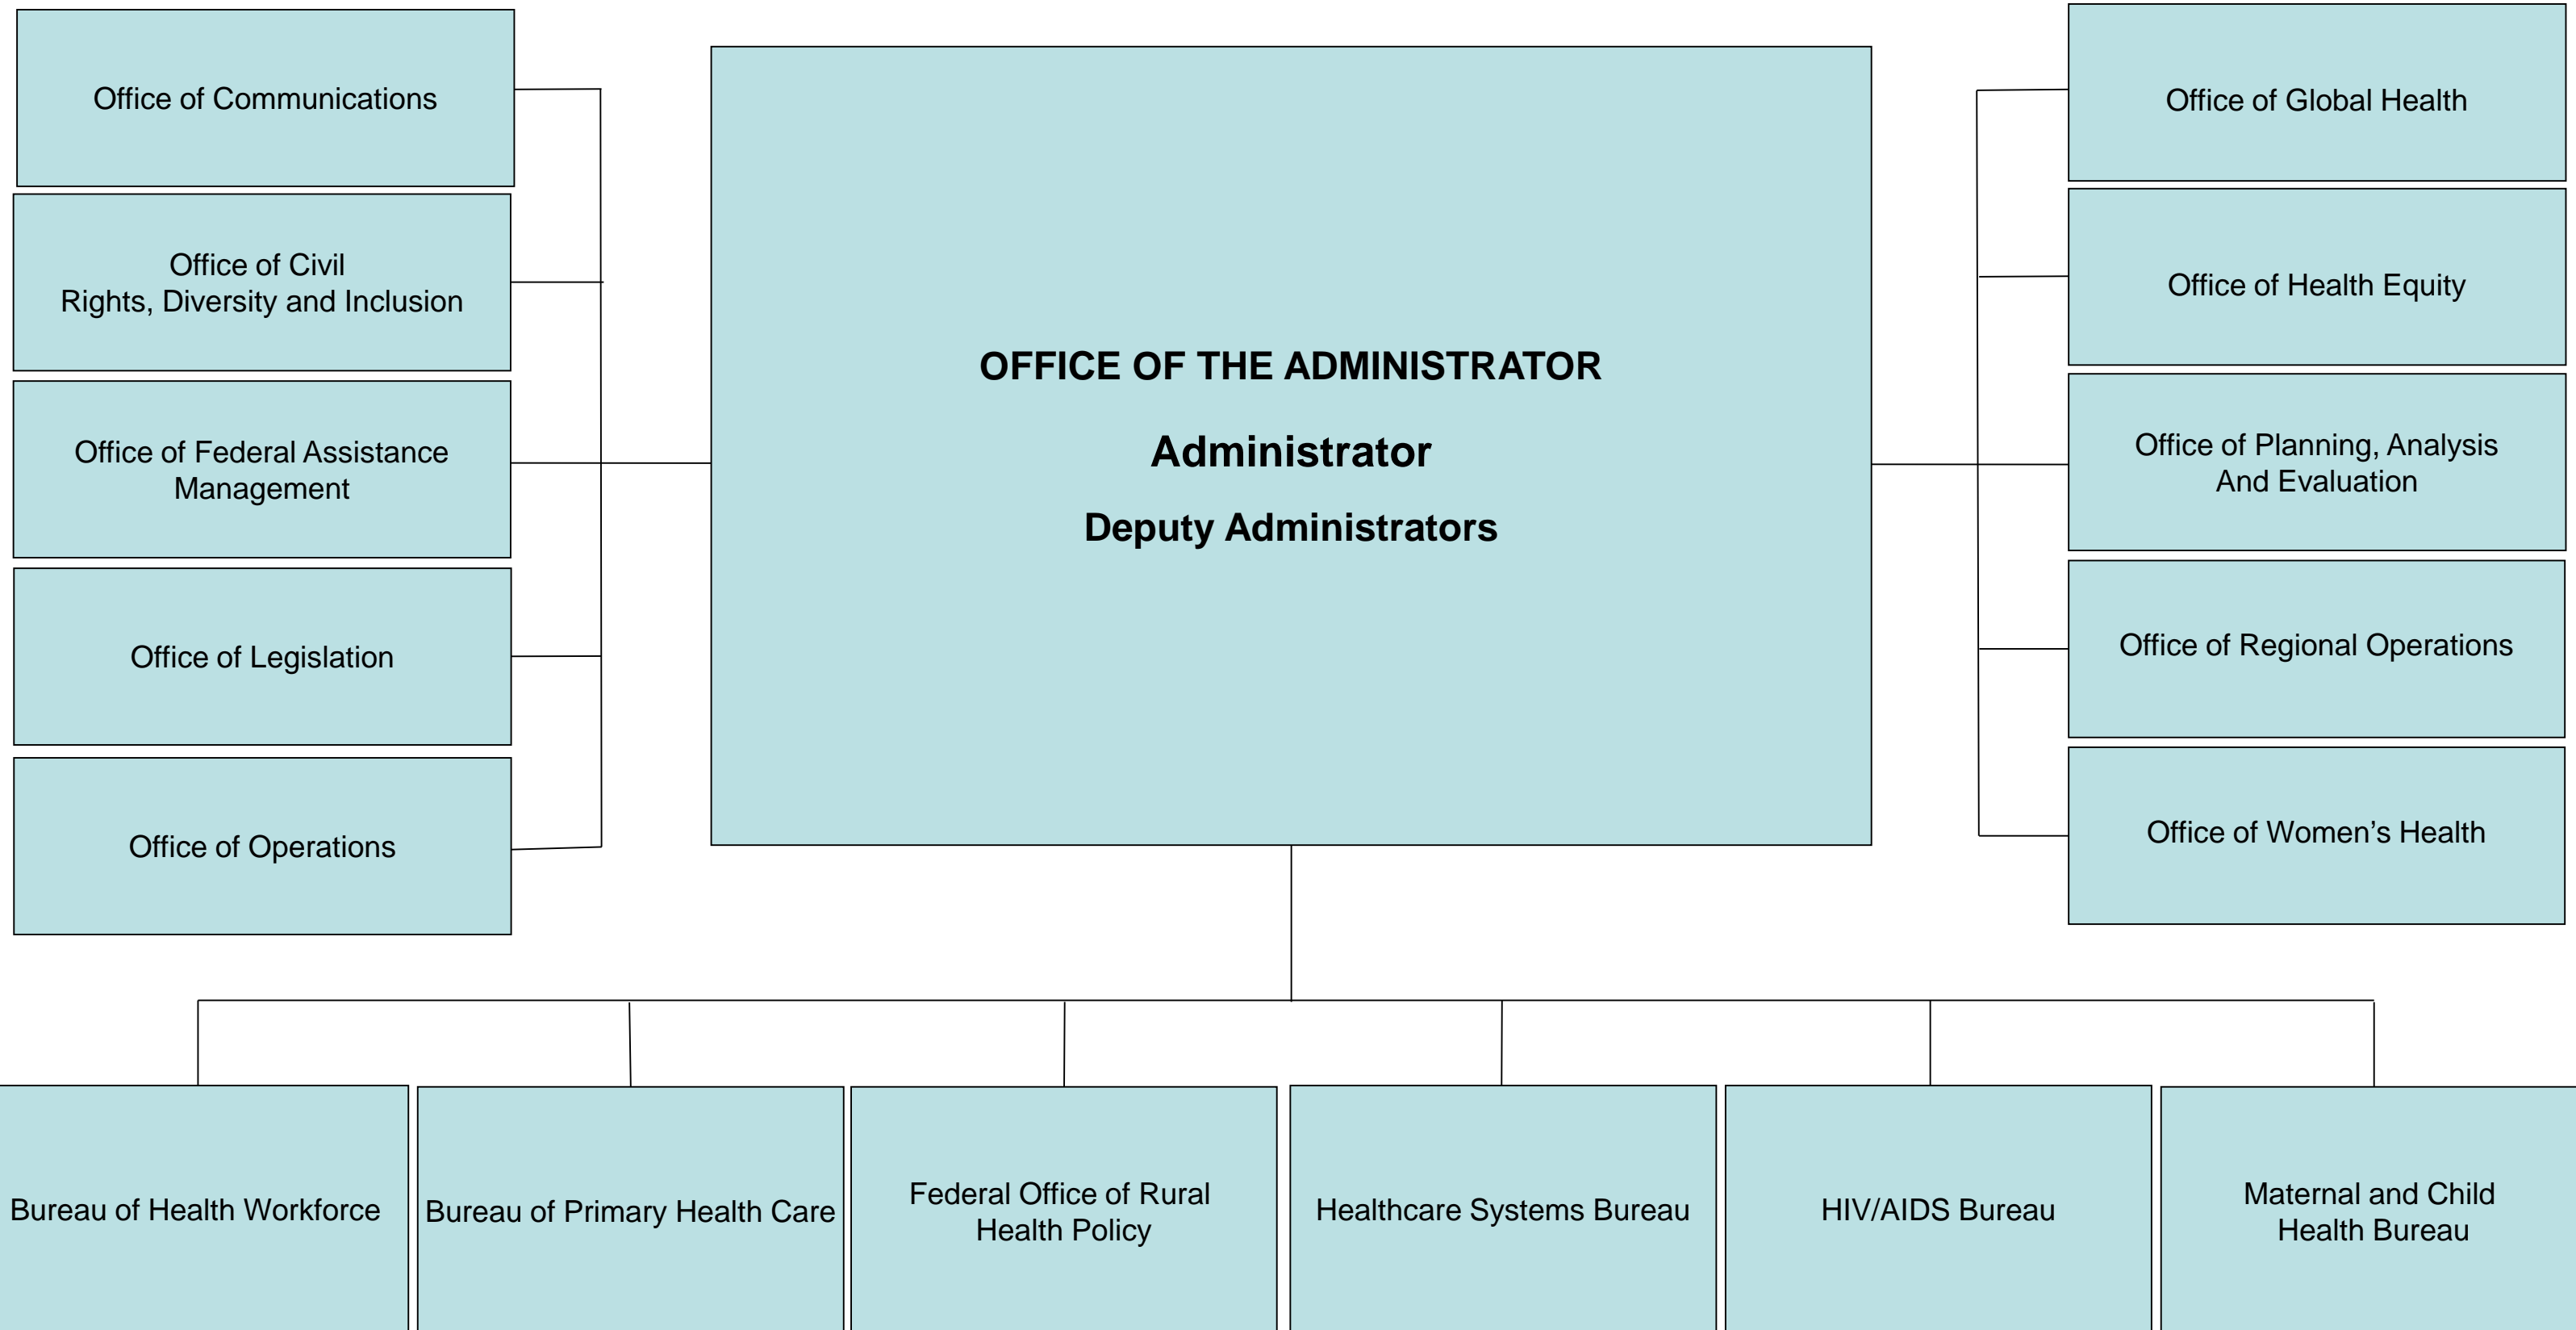 Office of Communications
Office of Civil
Rights, Diversity and Inclusion
Office of Federal Assistance
Management
Office of Legislation
Office of Operations
OFFICE OF THE ADMINISTRATOR
Administrator
Deputy Administrators
Office of Global Health
Office of Health Equity
Office of Planning, Analysis
And Evaluation
Office of Regional Operations
Office of Women’s Health
Bureau of Health Workforce
Bureau of Primary Health Care
Federal Office of Rural
Health Policy
Healthcare Systems Bureau
HIV/AIDS Bureau
Maternal and Child
Health Bureau